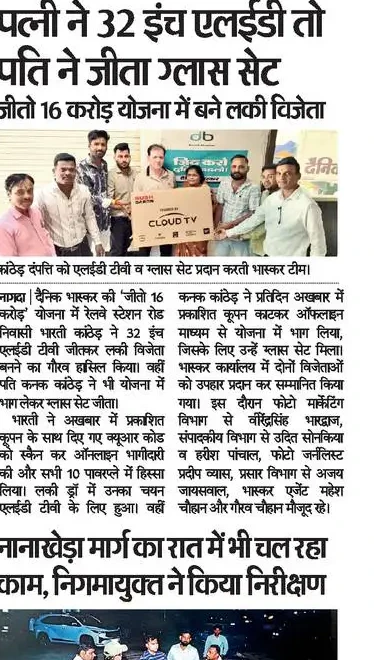 पत्नी ने 32 इंच एलईडी तो
पति ने जीता ग्लास सेट
जीतो 16 करोड़ योजना में बने लकी विजेता
db
CLOUD TV
कांठेड़ दंपत्ति को एलईडी टीवी व ग्लास सेट प्रदान करती भास्कर टीम।
नागदा | दैनिक भास्कर की 'जीतो 16
करोड़' योजना में रेलवे स्टेशन रोड
निवासी भारती कांठेड़ ने 32 इंच
एलईडी टीवी जीतकर लकी विजेता
बनने का गौरव हासिल किया। वहीं
पति कनक कांठेड़ ने भी योजना में
भाग लेकर ग्लास सेट जीता।
भारती ने अखबार में प्रकाशित
कूपन के साथ दिए गए क्यूआर कोड
को स्कैन कर ऑनलाइन भागीदारी
की और सभी 10 पावरप्ले में हिस्सा
लिया। लकी ड्रॉ में उनका चयन
एलईडी टीवी के लिए हुआ। वहीं
कनक कांठेड़ ने प्रतिदिन अखबार में
प्रकाशित कूपन काटकर ऑफलाइन
माध्यम से योजना में भाग लिया,
जिसके लिए उन्हें ग्लास सेट मिला।
भास्कर कार्यालय में दोनों विजेताओं
को उपहार प्रदान कर सम्मानित किया
गया। इस दौरान फोटो मार्केटिंग
विभाग से वीरेंद्रसिंह भारद्वाज,
संपादकीय विभाग से उदित सोनकिया
व हरीश पांचाल, फोटो जर्नलिस्ट
प्रदीप व्यास, प्रसार विभाग से अजय
जायसवाल, भास्कर एजेंट महेश
चौहान और गौरव चौहान मौजूद रहे।
नानाखेड़ा मार्ग का रात में भी चल रहा
काम, निगमायुक्त ने किया निरीक्षण